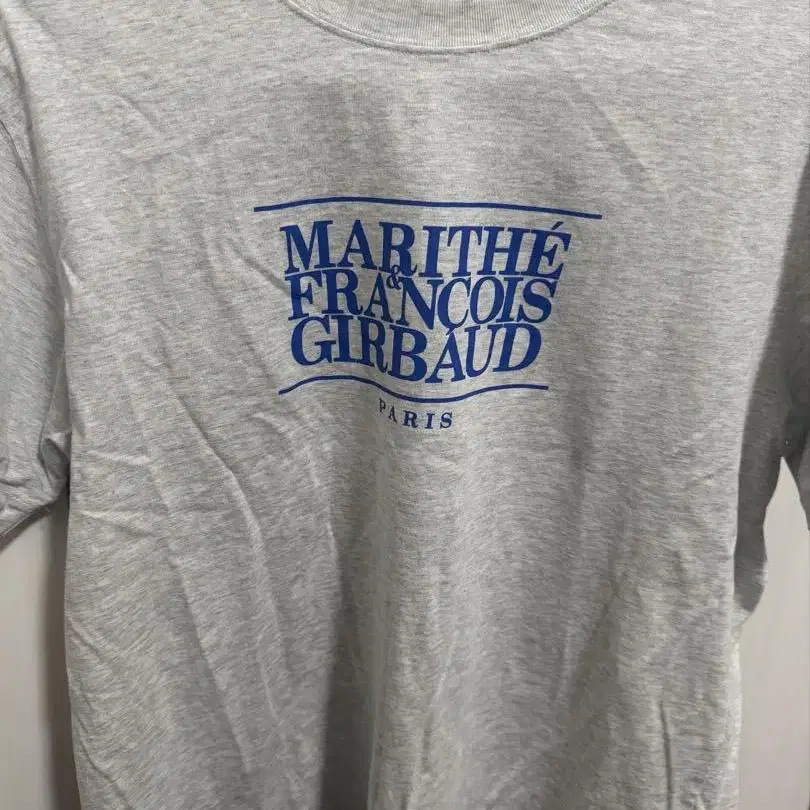 MARITHÉ
&
FRANÇOIS
GIRBAUD
PARIS